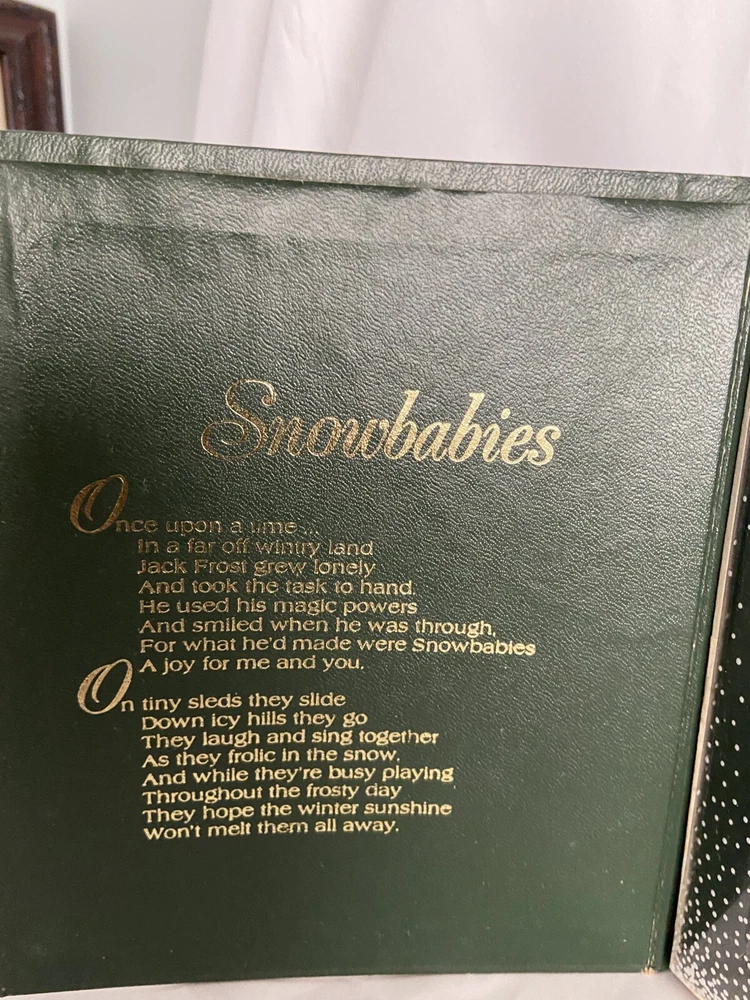 Snowbabies
Once upon a time...
In a far off wintry land
Jack Frost grew lonely
And took the task to hand.
He used his magic powers
And smiled when he was through,
For what he'd made were Snowbabies
A joy for me and you.
On tiny sleds they slide
Down icy hills they go
They laugh and sing together
As they frolic in the snow.
And while they're busy playing
Throughout the frosty day
They hope the winter sunshine
Won't melt them all away.